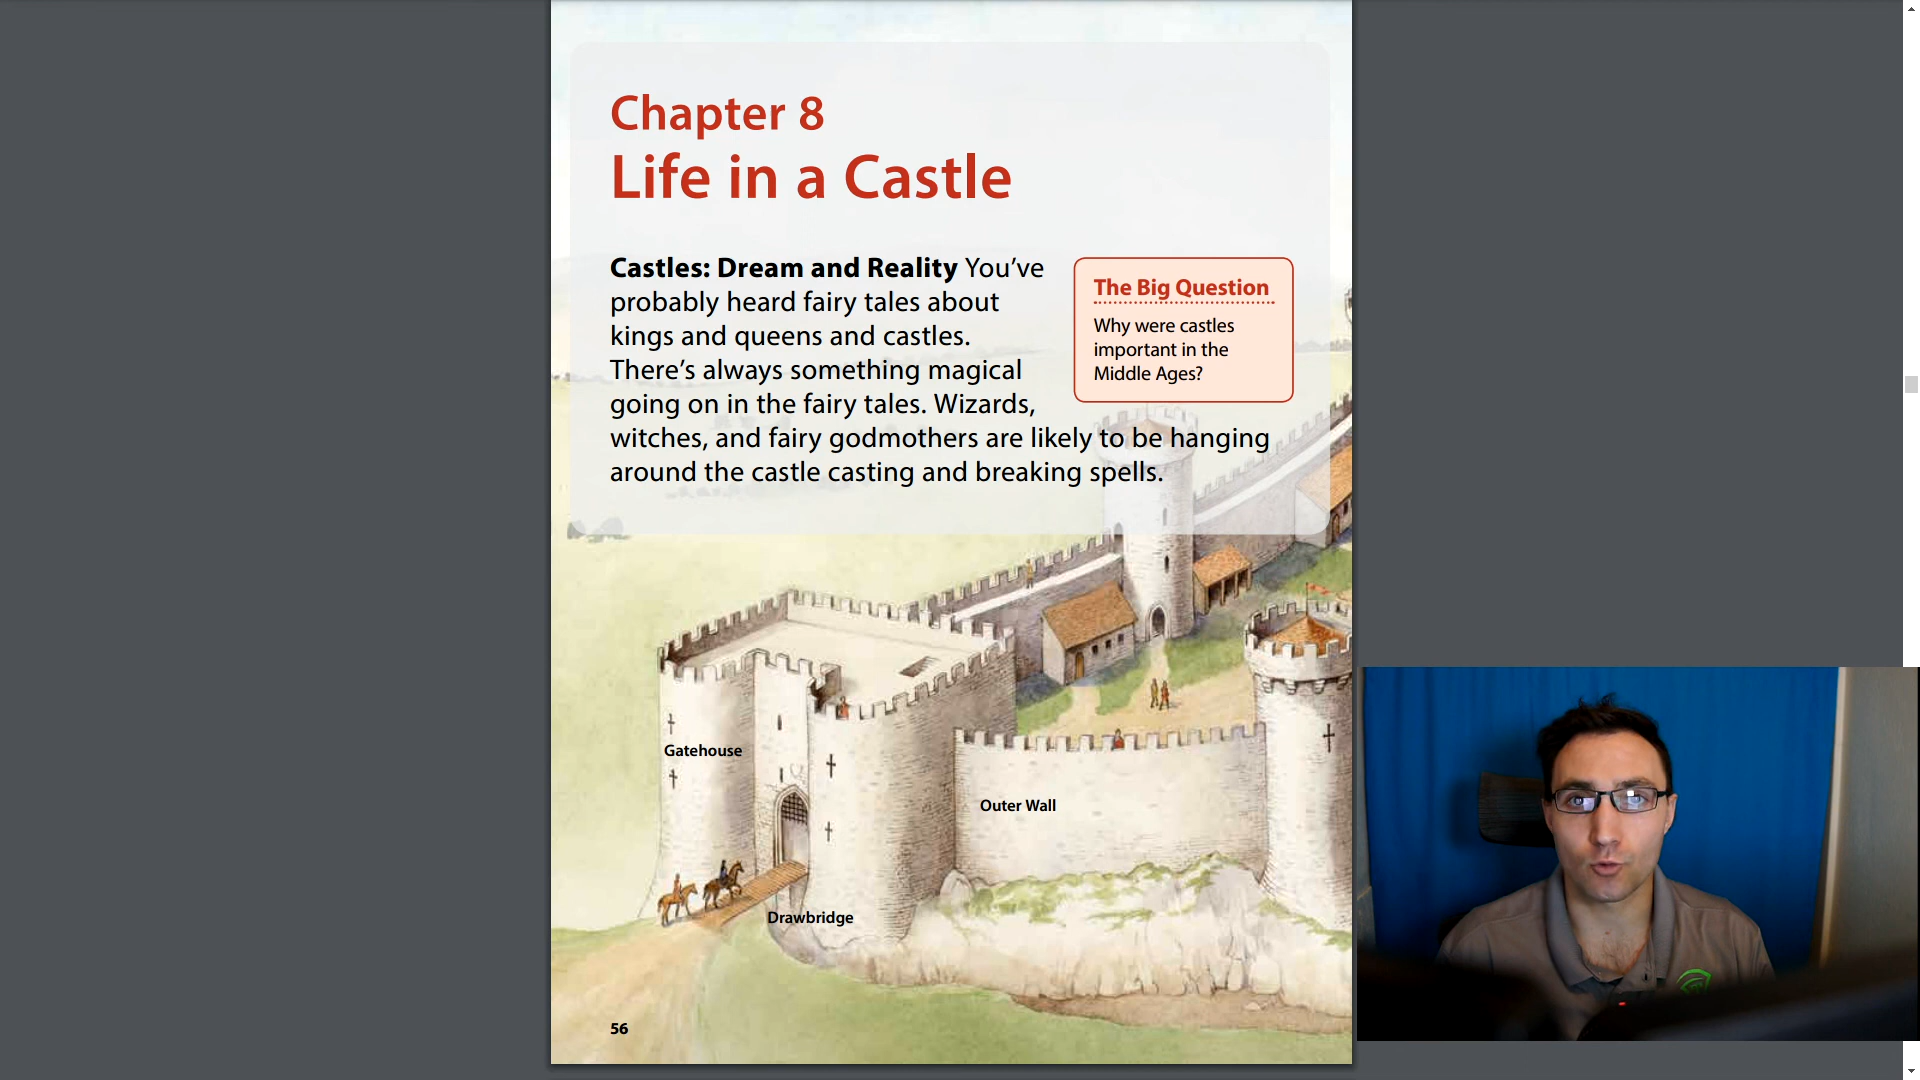 Chapter 8
Life in a Castle
Castles: Dream and Reality You’ve
probably heard fairy tales about
kings and queens and castles.
There’s always something magical
going on in the fairy tales. Wizards,
witches, and fairy godmothers are likely to be hanging
around the castle casting and breaking spells.
The Big Question
Why were castles
important in the
Middle Ages?
Gatehouse
Outer Wall
Drawbridge
56